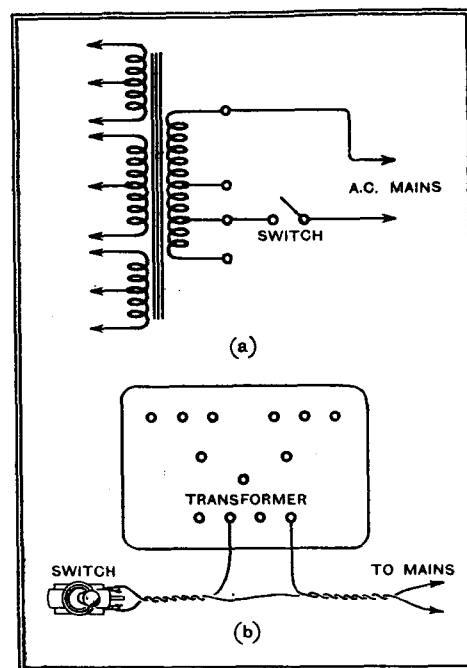 A.C. MAINS
SWITCH
(a)
TRANSFORMER
SWITCH
TO MAINS
(b)